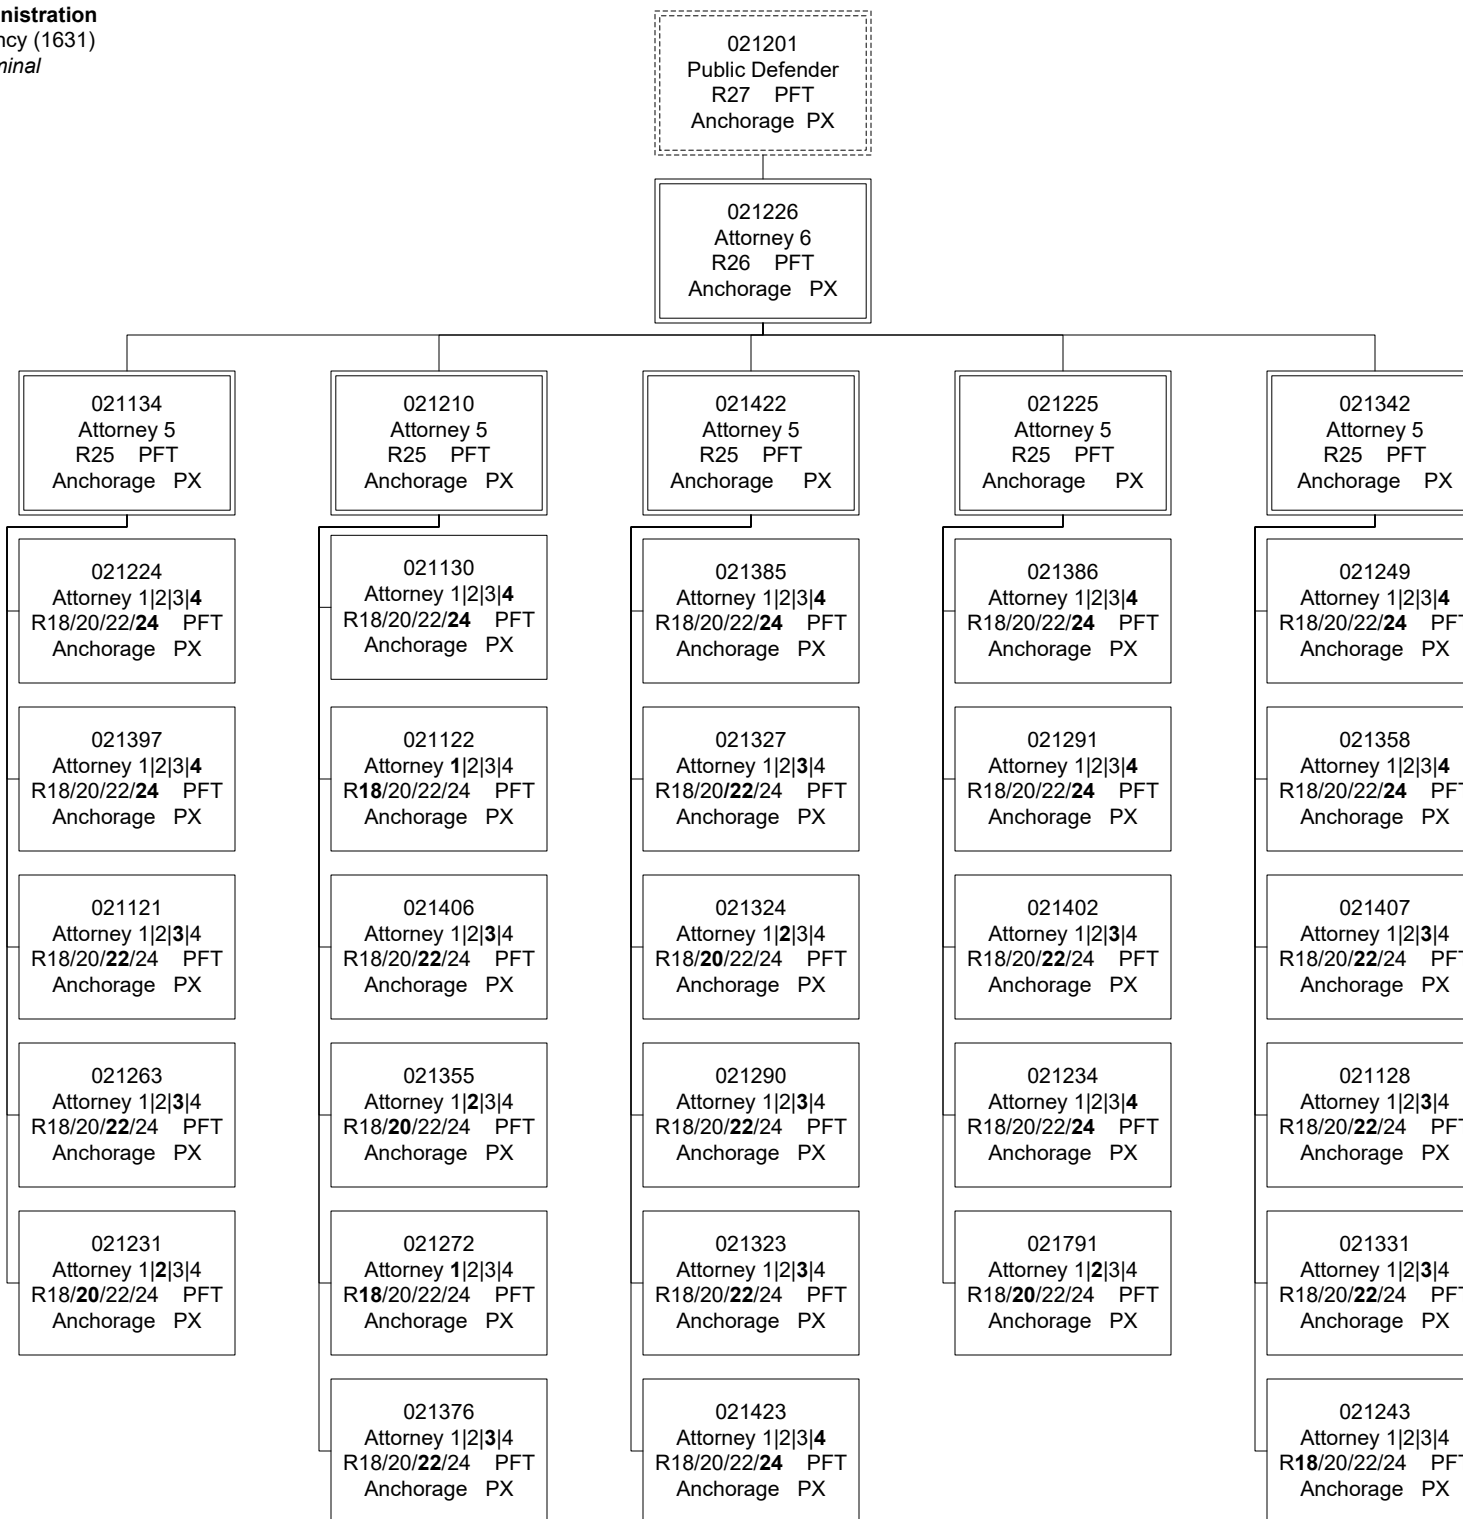 nistration
ncy (1631)
minal
021201
Public Defender
R27 PFT
Anchorage PX
021226
Attorney 6
R26 PFT
Anchorage PX
021134
Attorney 5
R25 PFT
Anchorage PX
021210
Attorney 5
R25 PFT
Anchorage PX
021422
Attorney 5
R25 PFT
Anchorage PX
021225
Attorney 5
R25 PFT
Anchorage PX
021342
Attorney 5
R25 PFT
Anchorage PX
021224
Attorney 1|2|3|4
R18/20/22/24 PFT
Anchorage PX
021397
Attorney 1|2|3|4
R18/20/22/24 PFT
Anchorage PX
021121
Attorney 1|2|3|4
R18/20/22/24 PFT
Anchorage PX
021263
Attorney 1|2|3|4
R18/20/22/24 PFT
Anchorage PX
021231
Attorney 1|2|3|4
R18/20/22/24 PFT
Anchorage PX
021130
Attorney 1|2|3|4
R18/20/22/24 PFT
Anchorage PX
021122
Attorney 1|2|3|4
R18/20/22/24 PFT
Anchorage PX
021406
Attorney 1|2|3|4
R18/20/22/24 PFT
Anchorage PX
021355
Attorney 1|2|3|4
R18/20/22/24 PFT
Anchorage PX
021272
Attorney 1|2|3|4
R18/20/22/24 PFT
Anchorage PX
021376
Attorney 1|2|3|4
R18/20/22/24 PFT
Anchorage PX
021385
Attorney 1|2|3|4
R18/20/22/24 PFT
Anchorage PX
021327
Attorney 1|2|3|4
R18/20/22/24 PFT
Anchorage PX
021324
Attorney 1|2|3|4
R18/20/22/24 PFT
Anchorage PX
021290
Attorney 1|2|3|4
R18/20/22/24 PFT
Anchorage PX
021323
Attorney 1|2|3|4
R18/20/22/24 PFT
Anchorage PX
021423
Attorney 1|2|3|4
R18/20/22/24 PFT
Anchorage PX
021386
Attorney 1|2|3|4
R18/20/22/24 PFT
Anchorage PX
021291
Attorney 1|2|3|4
R18/20/22/24 PFT
Anchorage PX
021402
Attorney 1|2|3|4
R18/20/22/24 PFT
Anchorage PX
021234
Attorney 1|2|3|4
R18/20/22/24 PFT
Anchorage PX
021791
Attorney 1|2|3|4
R18/20/22/24 PFT
Anchorage PX
021249
Attorney 1|2|3|4
R18/20/22/24 PFT
Anchorage PX
021358
Attorney 1|2|3|4
R18/20/22/24 PFT
Anchorage PX
021407
Attorney 1|2|3|4
R18/20/22/24 PFT
Anchorage PX
021128
Attorney 1|2|3|4
R18/20/22/24 PFT
Anchorage PX
021331
Attorney 1|2|3|4
R18/20/22/24 PFT
Anchorage PX
021243
Attorney 1|2|3|4
R18/20/22/24 PFT
Anchorage PX